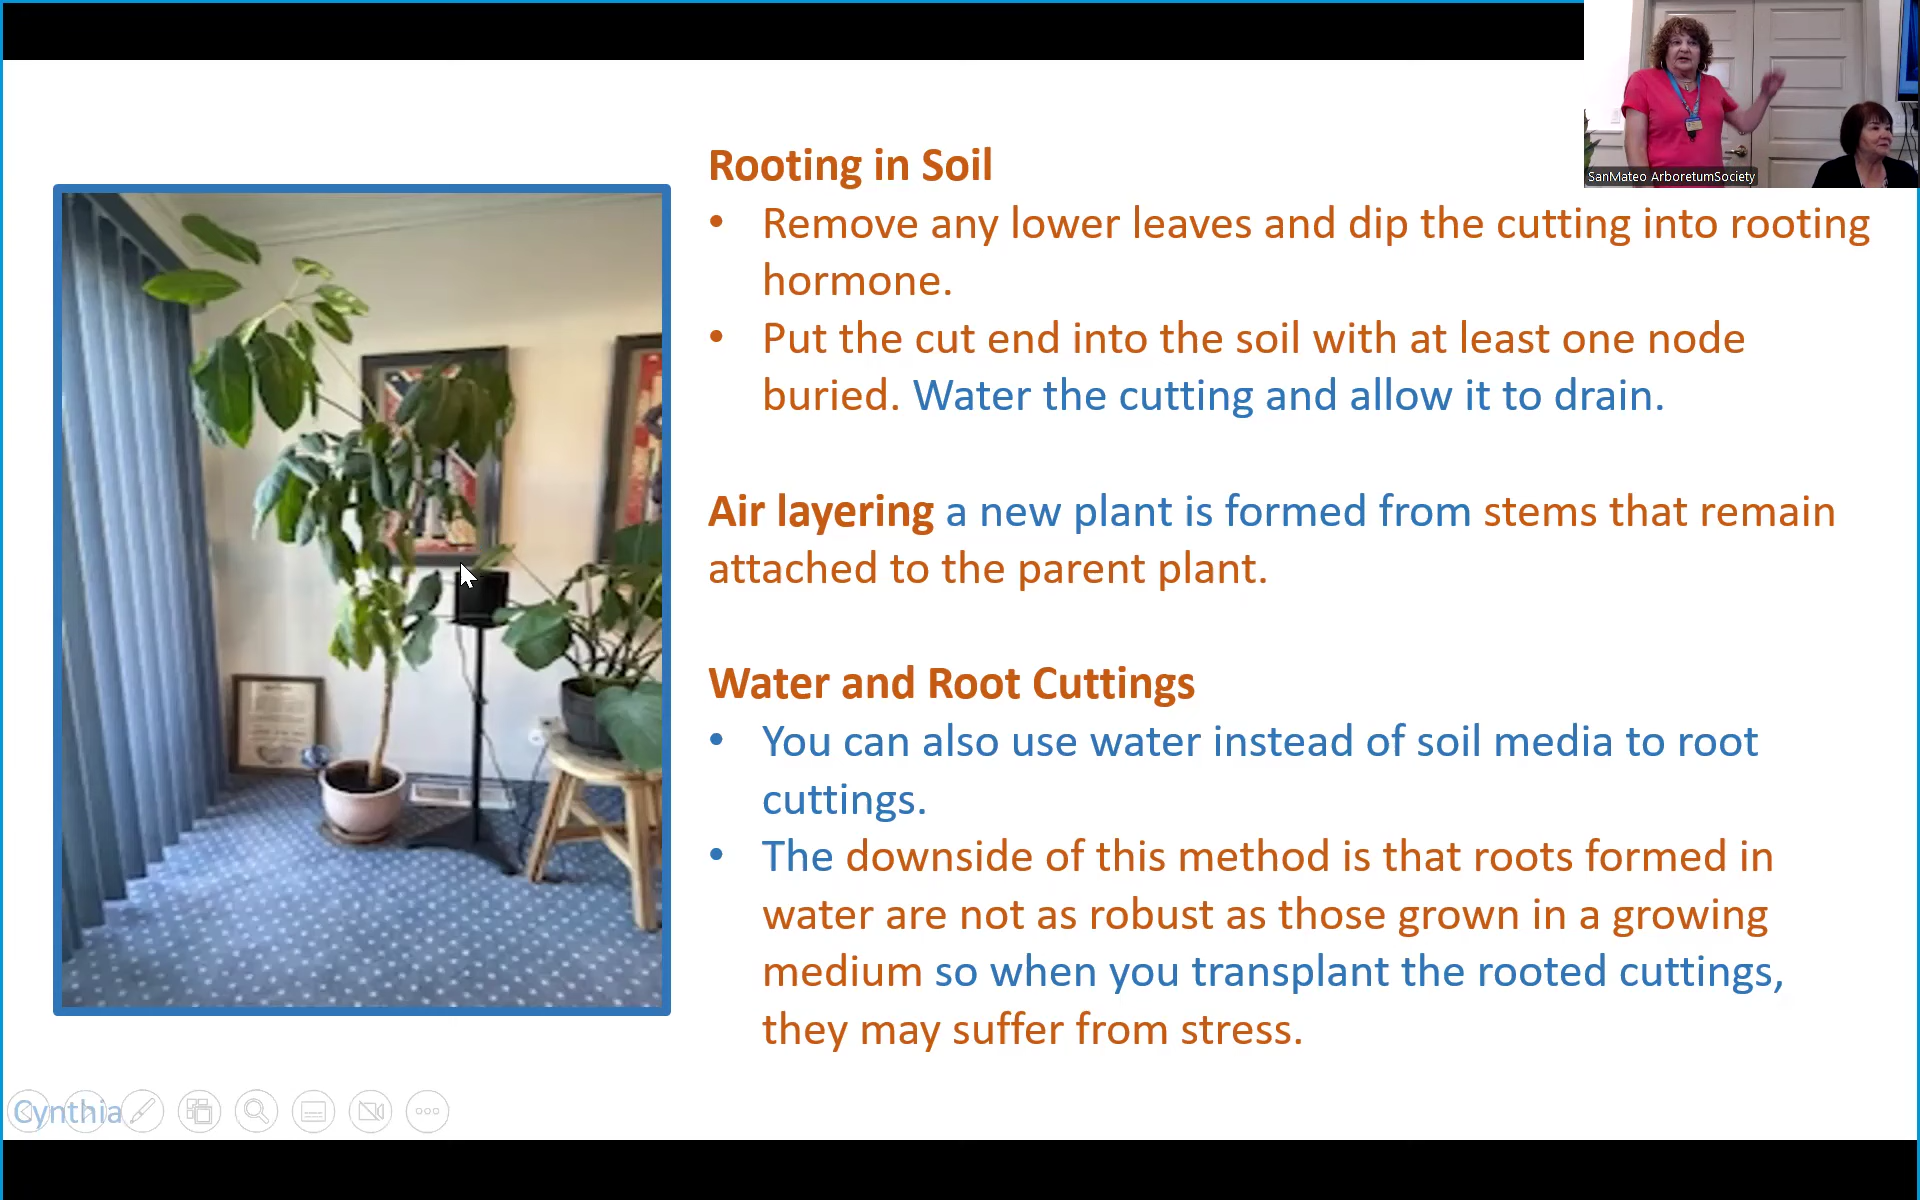 SanMateo ArboretumSociety
Rooting in Soil
• Remove any lower leaves and dip the cutting into rooting
hormone.
• Put the cut end into the soil with at least one node
buried. Water the cutting and allow it to drain.
Air layering a new plant is formed from stems that remain
attached to the parent plant.
Water and Root Cuttings
• You can also use water instead of soil media to root
cuttings.
• The downside of this method is that roots formed in
water are not as robust as those grown in a growing
medium so when you transplant the rooted cuttings,
they may suffer from stress.
Cynthia